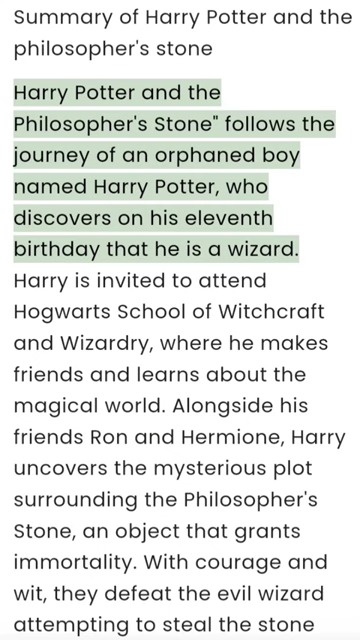 Summary of Harry Potter and the
philosopher's stone
Harry Potter and the
Philosopher's Stone" follows the
journey of an orphaned boy
named Harry Potter, who
discovers on his eleventh
birthday that he is a wizard.
Harry is invited to attend
Hogwarts School of Witchcraft
and Wizardry, where he makes
friends and learns about the
magical world. Alongside his
friends Ron and Hermione, Harry
uncovers the mysterious plot
surrounding the Philosopher's
Stone, an object that grants
immortality. With courage and
wit, they defeat the evil wizard
attempting to steal the stone